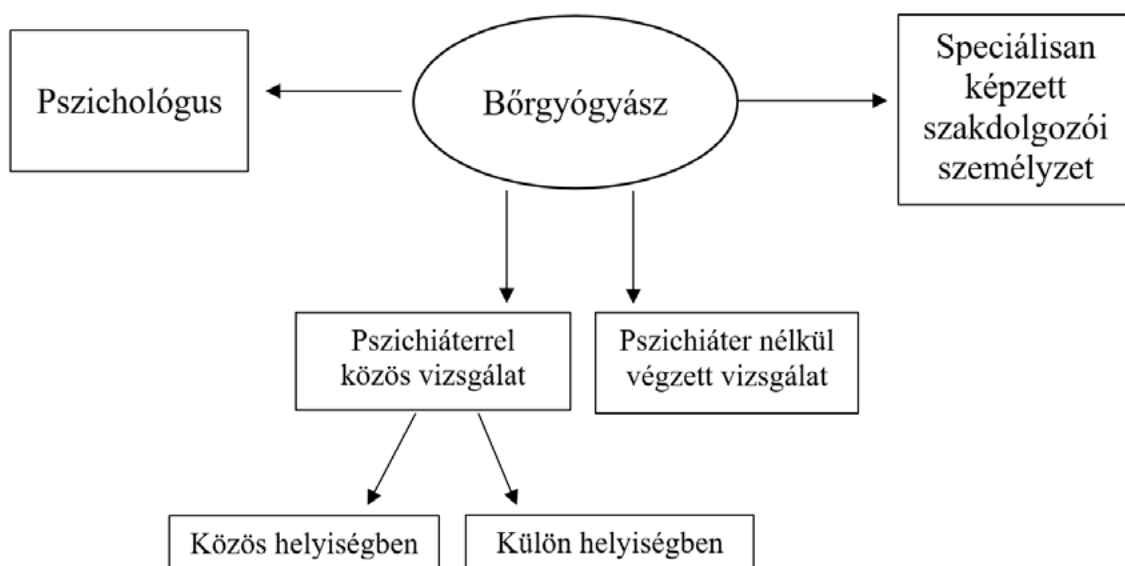 Pszichológus
Bőrgyógyász
Speciálisan
képzett
szakdolgozói
személyzet
Pszichiáterrel
közös vizsgálat
Pszichiáter nélkül
végzett vizsgálat
Közös helyiségben
Külön helyiségben